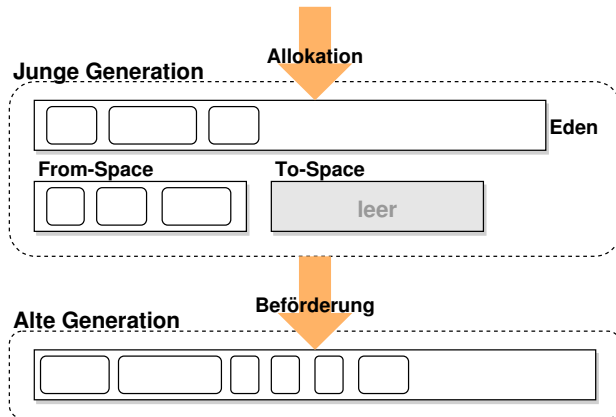 Allokation
Junge Generation
Eden
From-Space
To-Space
leer
Beförderung
Alte Generation